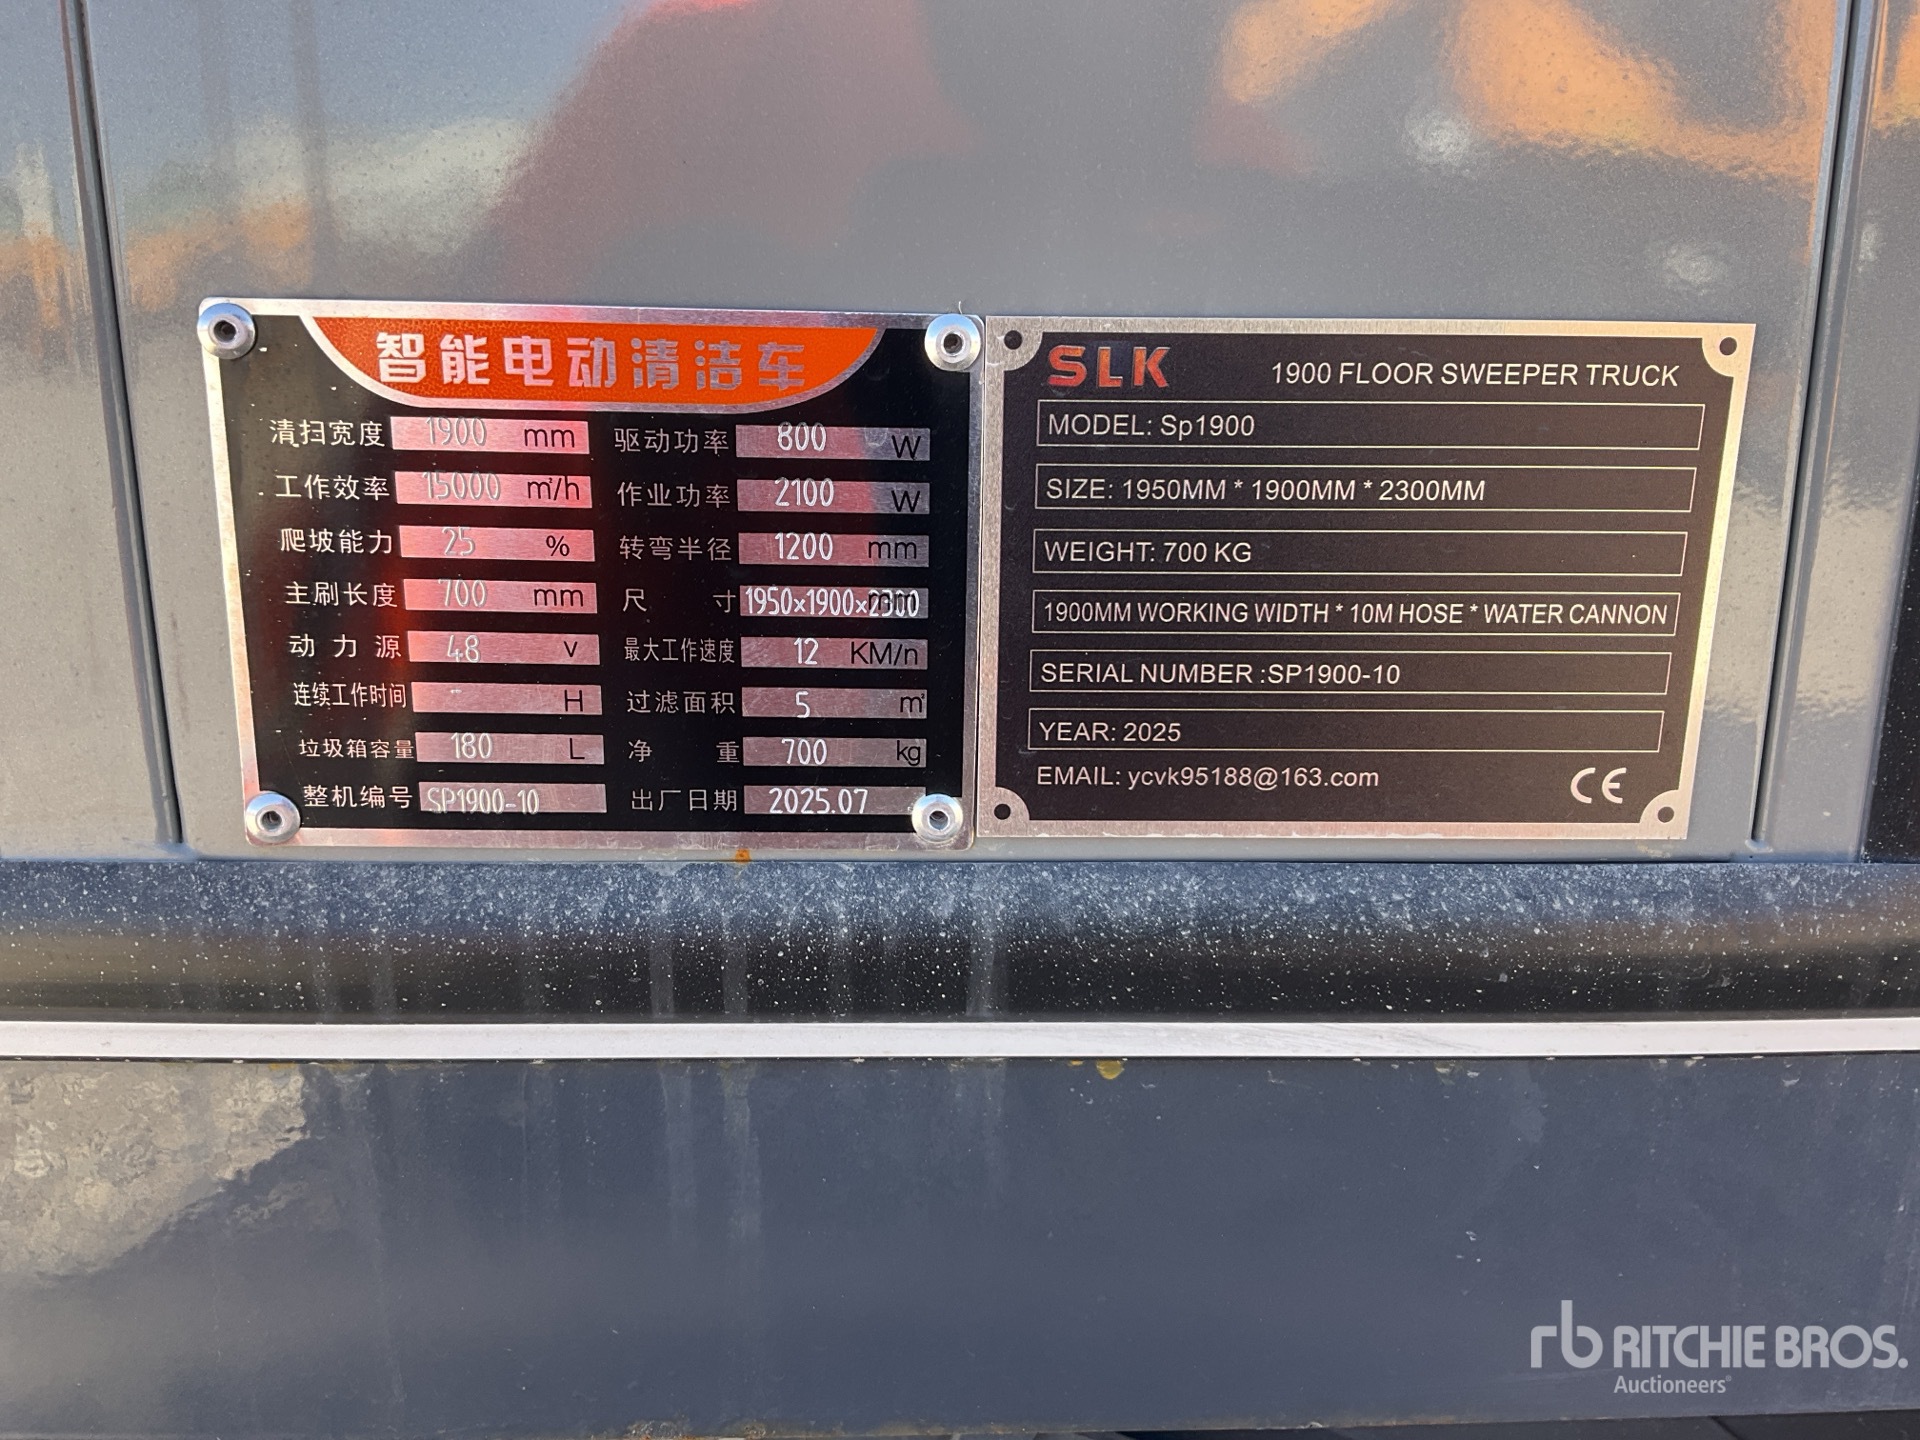 智能电动清洁车
清扫宽度 1900 mm 驱动功率 800 W
工作效率 15000 m²/h 作业功率 2100 W
爬坡能力 25 % 转弯半径 1200 mm
主刷长度 700 mm 尺 寸 1950×1900×2300 mm
动力源 48 V 最大工作速度 12 KM/h
连续工作时间 - H 过滤面积 5 m²
垃圾箱容量 180 L 净 重 700 kg
整机编号 SP1900-10 出厂日期 2025.07
SLK 1900 FLOOR SWEEPER TRUCK
MODEL: Sp1900
SIZE: 1950MM * 1900MM * 2300MM
WEIGHT: 700 KG
1900MM WORKING WIDTH * 10M HOSE * WATER CANNON
SERIAL NUMBER :SP1900-10
YEAR: 2025
EMAIL: ycvk95188@163.com CE
rb RITCHIE BROS.
Auctioneers®